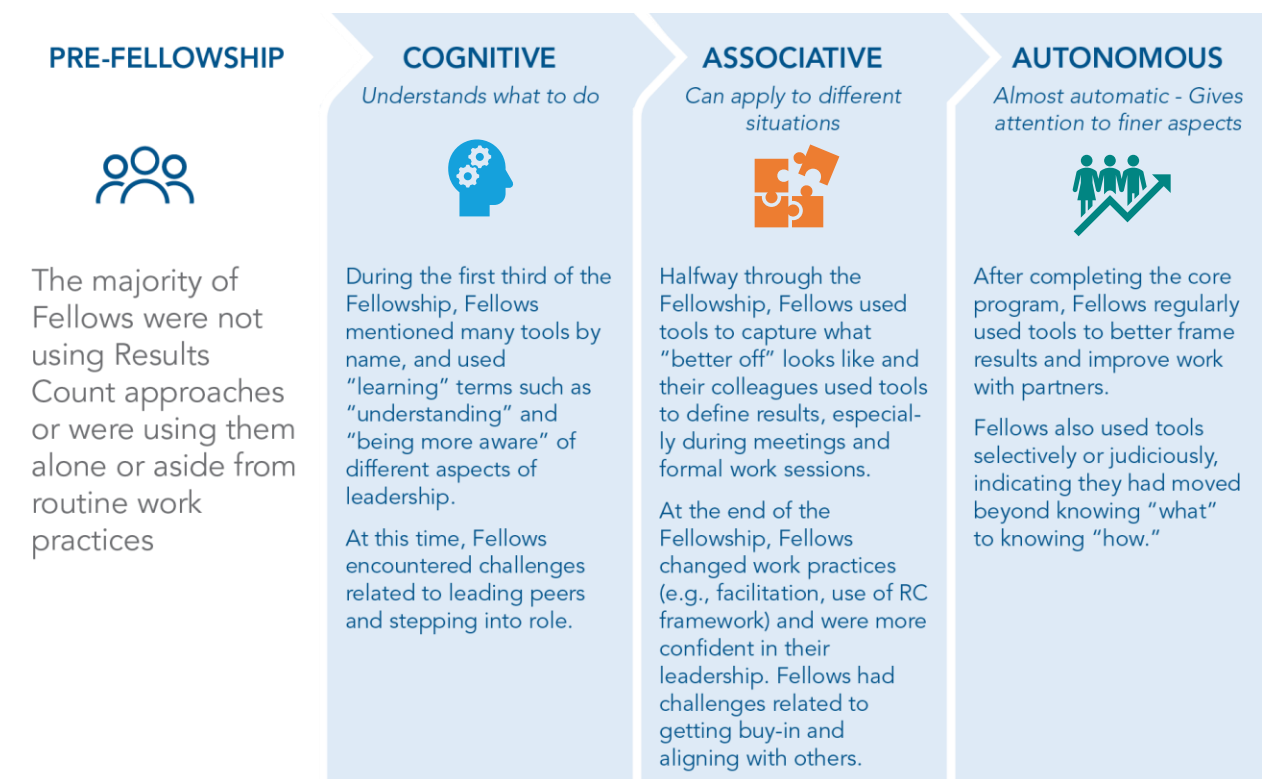 PRE-FELLOWSHIP
The majority of
Fellows were not
using Results
Count approaches
or were using them
alone or aside from
routine work
practices
COGNITIVE
Understands what to do
During the first third of the
Fellowship, Fellows
mentioned many tools by
name, and used
“learning” terms such as
“understanding” and
“being more aware” of
different aspects of
leadership.
At this time, Fellows
encountered challenges
related to leading peers
and stepping into role.
ASSOCIATIVE
Can apply to different
situations
Halfway through the
Fellowship, Fellows used
tools to capture what
“better off” looks like and
their colleagues used tools
to define results, especial-
ly during meetings and
formal work sessions.
At the end of the
Fellowship, Fellows
changed work practices
(e.g., facilitation, use of RC
framework) and were more
confident in their
leadership. Fellows had
challenges related to
getting buy-in and
aligning with others.
AUTONOMOUS
Almost automatic - Gives
attention to finer aspects
After completing the core
program, Fellows regularly
used tools to better frame
results and improve work
with partners.
Fellows also used tools
selectively or judiciously,
indicating they had moved
beyond knowing “what”
to knowing “how.”